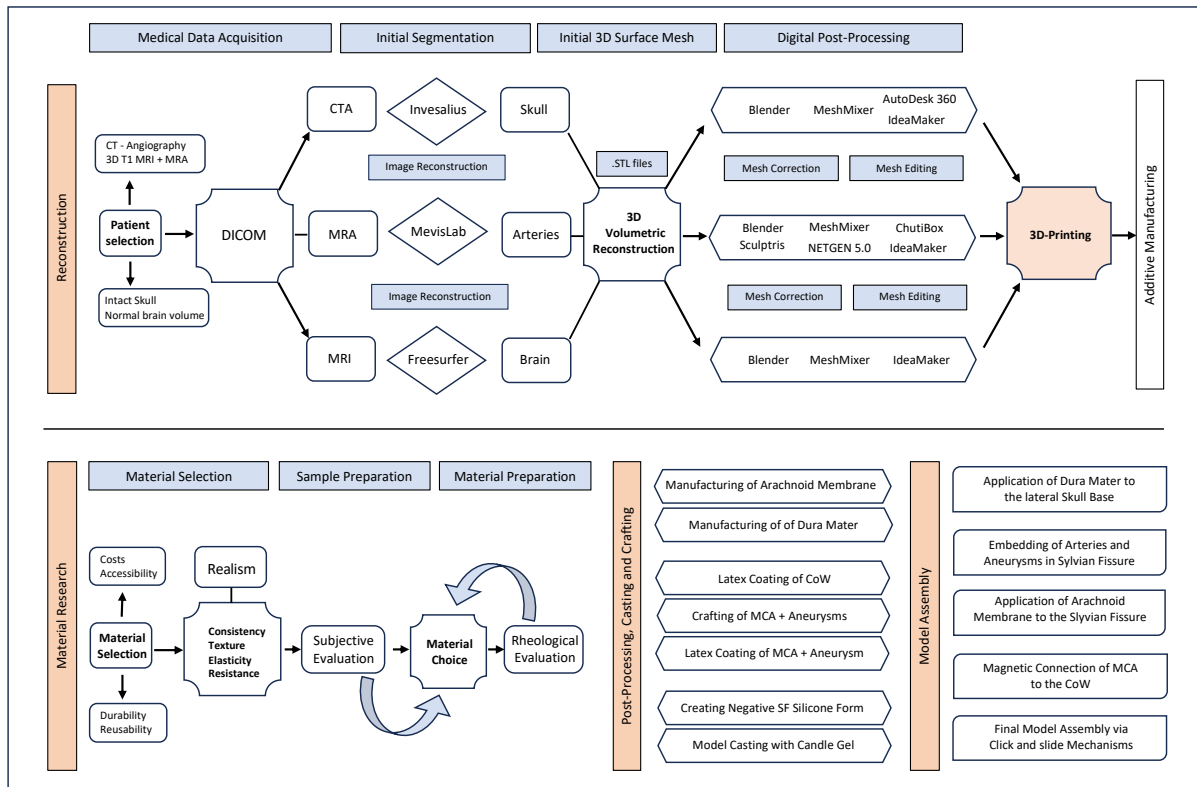 Medical Data Acquisition
Initial Segmentation
Initial 3D Surface Mesh
Digital Post-Processing
Reconstruction
CT - Angiography
3D T1 MRI + MRA
Patient
selection
Intact Skull
Normal brain volume
DICOM
CTA
MRA
MRI
Invesalius
Image Reconstruction
MevisLab
Image Reconstruction
Freesurfer
Skull
Arteries
Brain
.STL files
3D
Volumetric
Reconstruction
Blender
MeshMixer
AutoDesk 360
IdeaMaker
Mesh Correction
Mesh Editing
Blender
Sculptris
MeshMixer
NETGEN 5.0
ChutiBox
IdeaMaker
Mesh Correction
Mesh Editing
Blender
MeshMixer
IdeaMaker
3D-Printing
Additive Manufacturing
Material Research
Material Selection
Sample Preparation
Material Preparation
Costs
Accessibility
Material
Selection
Durability
Reusability
Realism
Consistency
Texture
Elasticity
Resistance
Subjective
Evaluation
Material
Choice
Rheological
Evaluation
Post-Processing, Casting and Crafting
Manufacturing of Arachnoid Membrane
Manufacturing of of Dura Mater
Latex Coating of CoW
Crafting of MCA + Aneurysms
Latex Coating of MCA + Aneurysm
Creating Negative SF Silicone Form
Model Casting with Candle Gel
Model Assembly
Application of Dura Mater to
the lateral Skull Base
Embedding of Arteries and
Aneurysms in Sylvian Fissure
Application of Arachnoid
Membrane to the Slyvian Fissure
Magnetic Connection of MCA
to the CoW
Final Model Assembly via
Click and slide Mechanisms